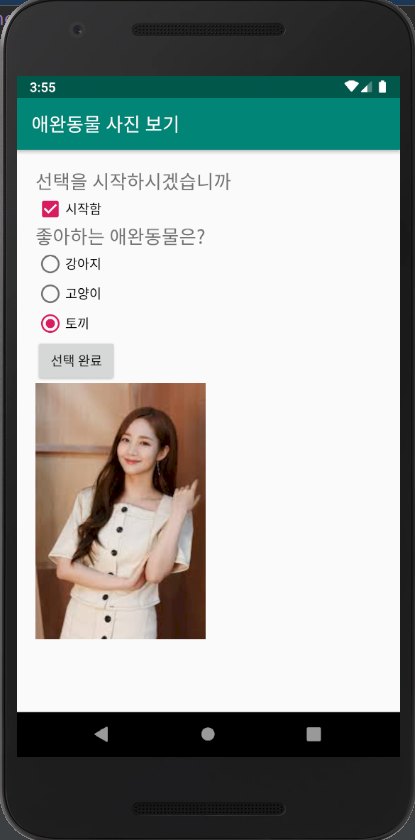 3:55
애완동물 사진 보기
선택을 시작하시겠습니까
시작함
좋아하는 애완동물은?
강아지
고양이
토끼
선택 완료